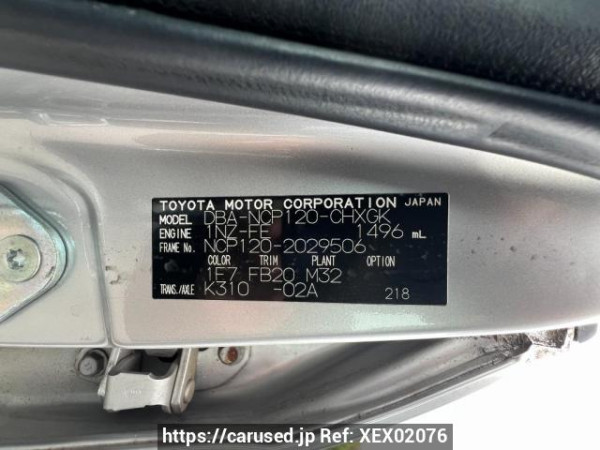 TOYOTA MOTOR CORPORATION JAPAN
MODEL DBA-NCP120-CHXGK
ENGINE 1NZ-FE 1496 mL
FRAME No. NCP120-2029506
COLOR TRIM PLANT OPTION
1E7 FB20 M32
TRANS./AXLE K310 -02A 218
https://carused.jp Ref: XEX02076